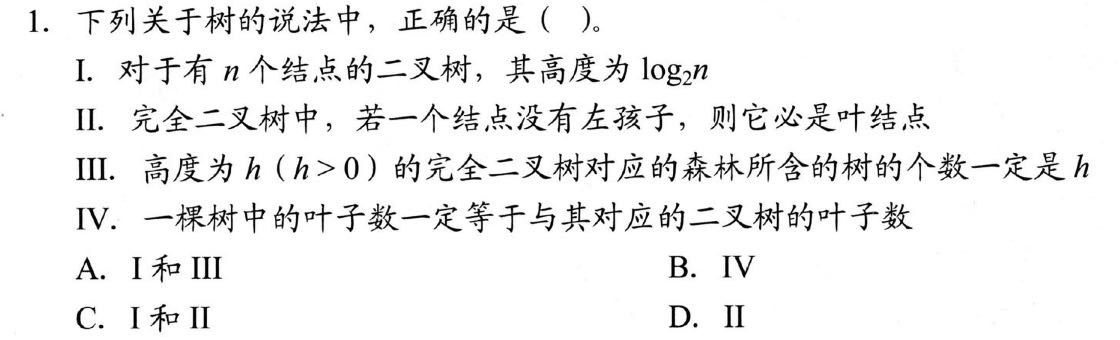 1. 下列关于树的说法中，正确的是（ ）。
I. 对于有 n 个结点的二叉树，其高度为 log₂n
II. 完全二叉树中，若一个结点没有左孩子，则它必是叶结点
III. 高度为 h（h > 0）的完全二叉树对应的森林所含的树的个数一定是 h
IV. 一棵树中的叶子数一定等于与其对应的二叉树的叶子数
A. I 和 III B. IV
C. I 和 II D. II